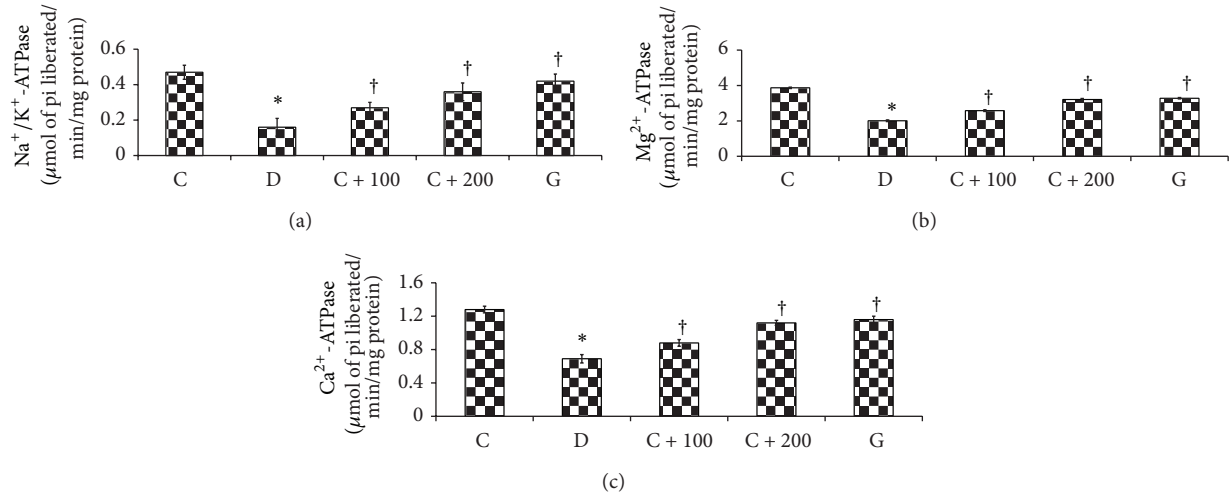 Na⁺/K⁺-ATPase
(μmol of pi liberated/
min/mg protein)
0.6
0.4
0.2
0
*
†
†
†
C
D
C + 100
C + 200
G
(a)
Mg²⁺-ATPase
(μmol of pi liberated/
min/mg protein)
6
4
2
0
*
†
†
†
C
D
C + 100
C + 200
G
(b)
Ca²⁺-ATPase
(μmol of pi liberated/
min/mg protein)
1.6
1.2
0.8
0.4
0
*
†
†
†
C
D
C + 100
C + 200
G
(c)